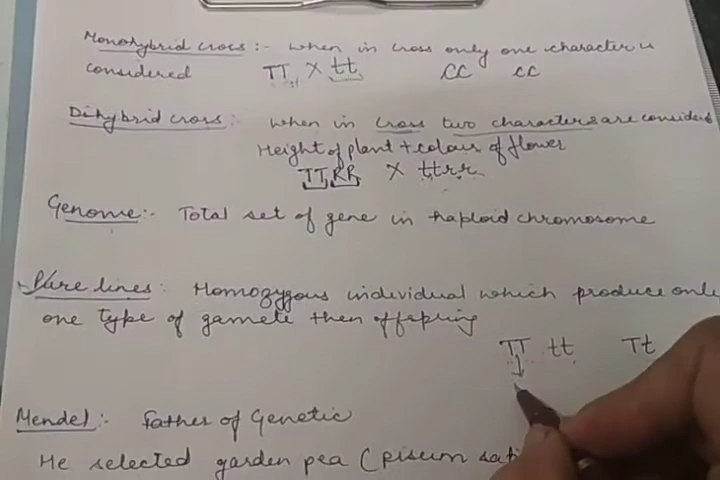 Monohybrid cross :- when in cross only one character is
considered TT X tt CC cc
Dihybrid cross : when in cross two characters are considered
Height of plant + colour of flower
TTRR X ttrr
Genome :- Total set of gene in haploid chromosome
Pure lines : Homozygous individual which produce only
one type of gamete then offspring
TT tt Tt
Mendel :- Father of Genetic
He selected garden pea (pisum